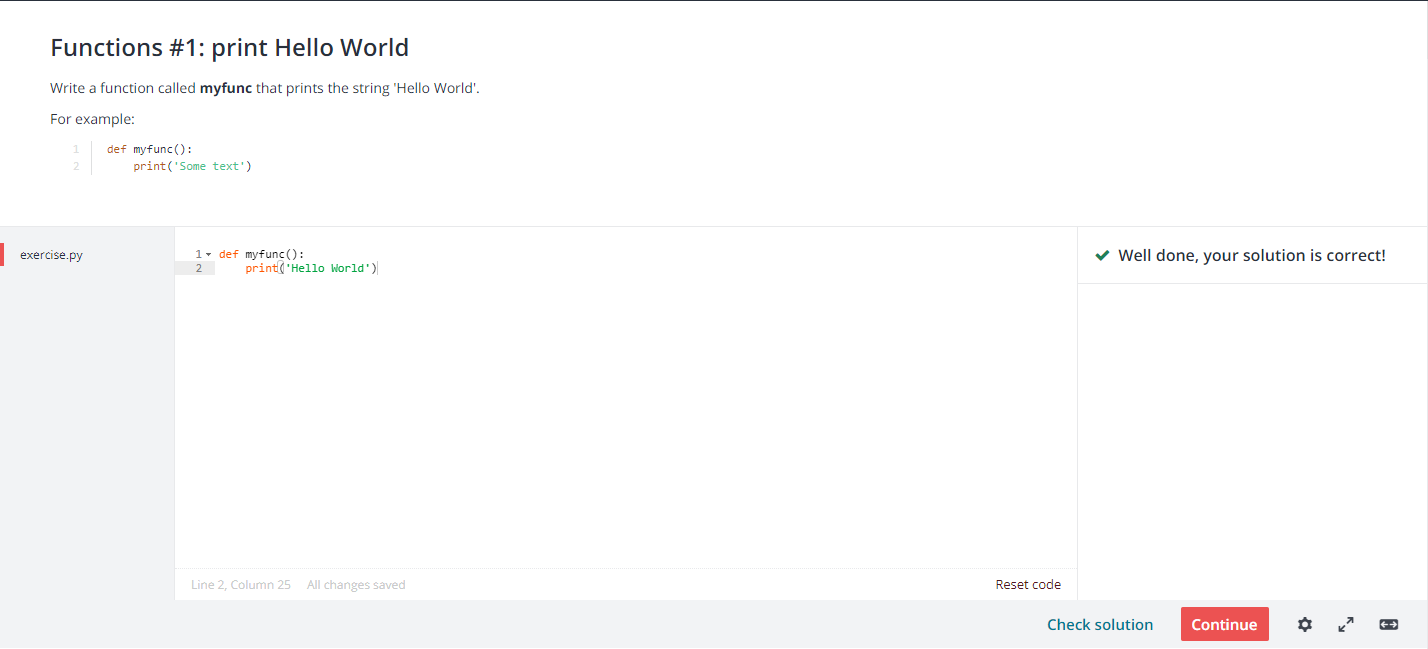 Functions #1: print Hello World
Write a function called myfunc that prints the string 'Hello World'.
For example:
1 def myfunc():
2     print('Some text')
exercise.py
1 def myfunc():
2     print('Hello World')
Well done, your solution is correct!
Line 2, Column 25 All changes saved
Reset code
Check solution
Continue